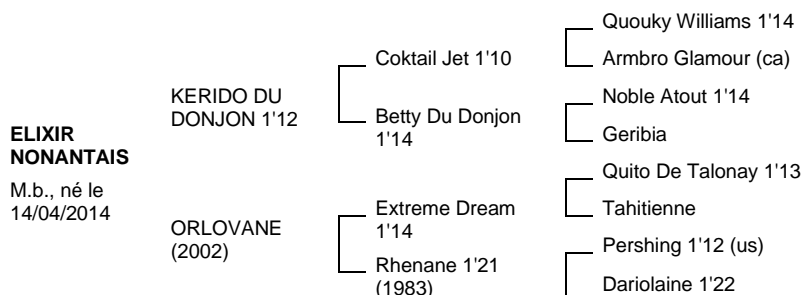 ELIXIR
NONANTAIS
M.b., né le
14/04/2014
KERIDO DU
DONJON 1'12
ORLOVANE
(2002)
Coktail Jet 1'10
Betty Du Donjon
1'14
Extreme Dream
1'14
Rhenane 1'21
(1983)
Quouky Williams 1'14
Armbro Glamour (ca)
Noble Atout 1'14
Geribia
Quito De Talonay 1'13
Tahitienne
Pershing 1'12 (us)
Dariolaine 1'22